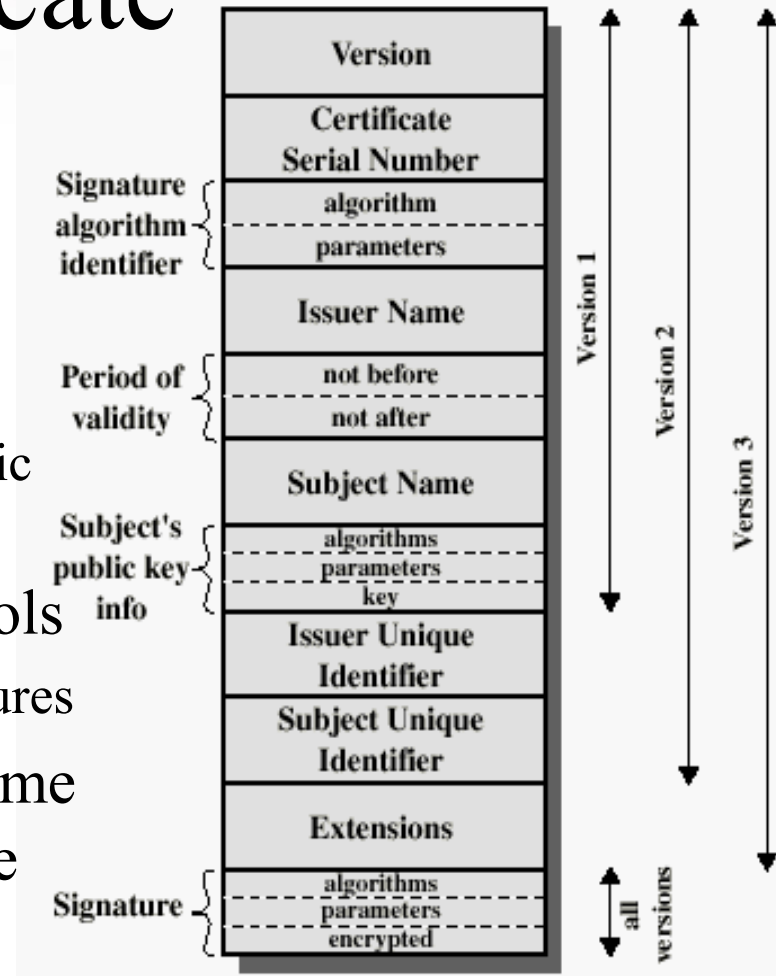 Version
Certificate
Serial Number
Signature
algorithm
identifier
algorithm
parameters
Issuer Name
Period of
validity
not before
not after
Subject Name
Subject's
public key
info
algorithms
parameters
key
Issuer Unique
Identifier
Subject Unique
Identifier
Extensions
Signature
algorithms
parameters
encrypted
Version 1
Version 2
Version 3
all
versions